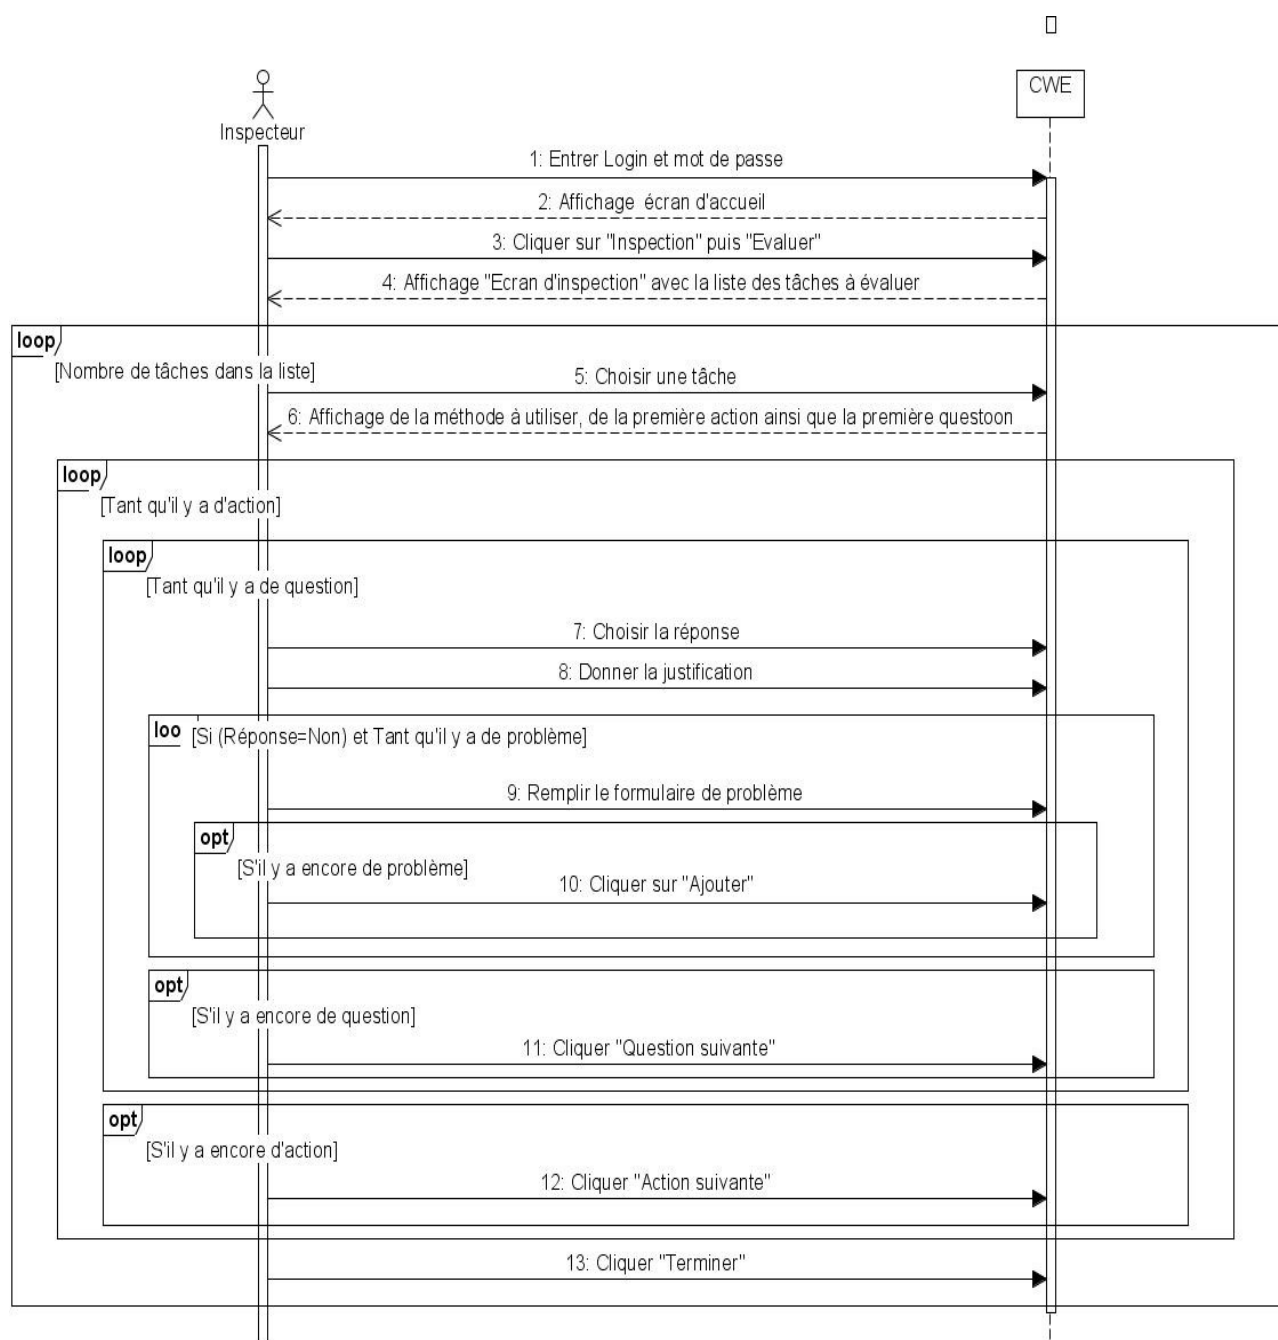 CWE
Inspecteur
1: Entrer Login et mot de passe
2: Affichage écran d'accueil
3: Cliquer sur "Inspection" puis "Evaluer"
4: Affichage "Ecran d'inspection" avec la liste des tâches à évaluer
loop
[Nombre de tâches dans la liste]
5: Choisir une tâche
6: Affichage de la méthode à utiliser, de la première action ainsi que la première questoon
loop
[Tant qu'il y a d'action]
loop
[Tant qu'il y a de question]
7: Choisir la réponse
8: Donner la justification
loo
[Si (Réponse=Non) et Tant qu'il y a de problème]
9: Remplir le formulaire de problème
opt
[S'il y a encore de problème]
10: Cliquer sur "Ajouter"
opt
[S'il y a encore de question]
11: Cliquer "Question suivante"
opt
[S'il y a encore d'action]
12: Cliquer "Action suivante"
13: Cliquer "Terminer"